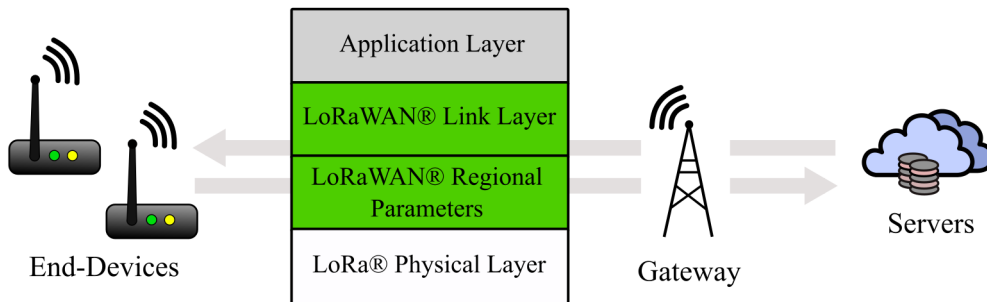 Application Layer
LoRaWAN® Link Layer
LoRaWAN® Regional
Parameters
LoRa® Physical Layer
End-Devices
Gateway
Servers